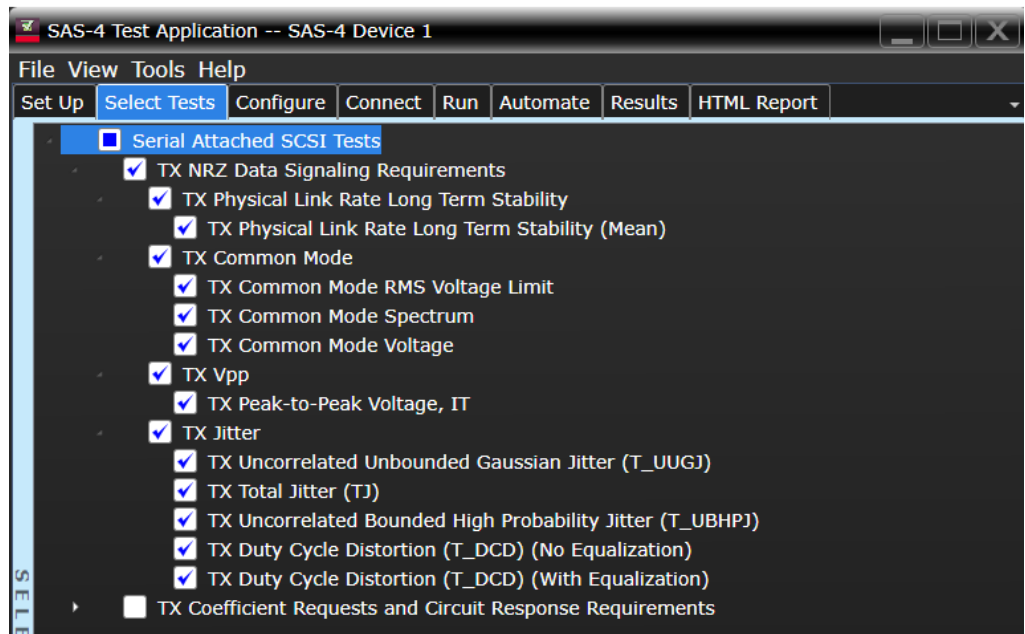 SAS-4 Test Application -- SAS-4 Device 1
File View Tools Help
Set Up Select Tests Configure Connect Run Automate Results HTML Report
Serial Attached SCSI Tests
TX NRZ Data Signaling Requirements
TX Physical Link Rate Long Term Stability
TX Physical Link Rate Long Term Stability (Mean)
TX Common Mode
TX Common Mode RMS Voltage Limit
TX Common Mode Spectrum
TX Common Mode Voltage
TX Vpp
TX Peak-to-Peak Voltage, IT
TX Jitter
TX Uncorrelated Unbounded Gaussian Jitter (T_UUGJ)
TX Total Jitter (TJ)
TX Uncorrelated Bounded High Probability Jitter (T_UBHPJ)
TX Duty Cycle Distortion (T_DCD) (No Equalization)
TX Duty Cycle Distortion (T_DCD) (With Equalization)
TX Coefficient Requests and Circuit Response Requirements